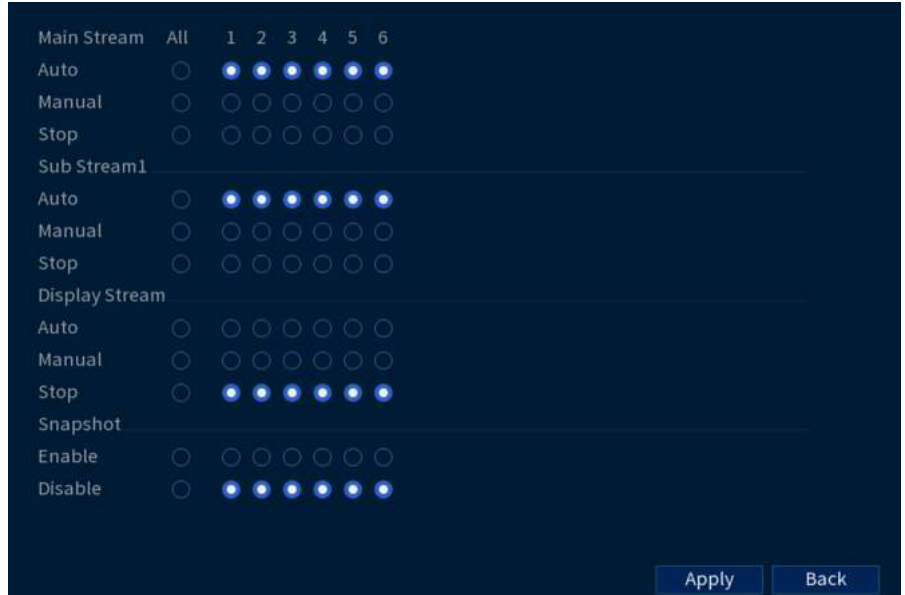 Main Stream All 1 2 3 4 5 6
Auto
Manual
Stop
Sub Stream1
Auto
Manual
Stop
Display Stream
Auto
Manual
Stop
Snapshot
Enable
Disable
Apply Back